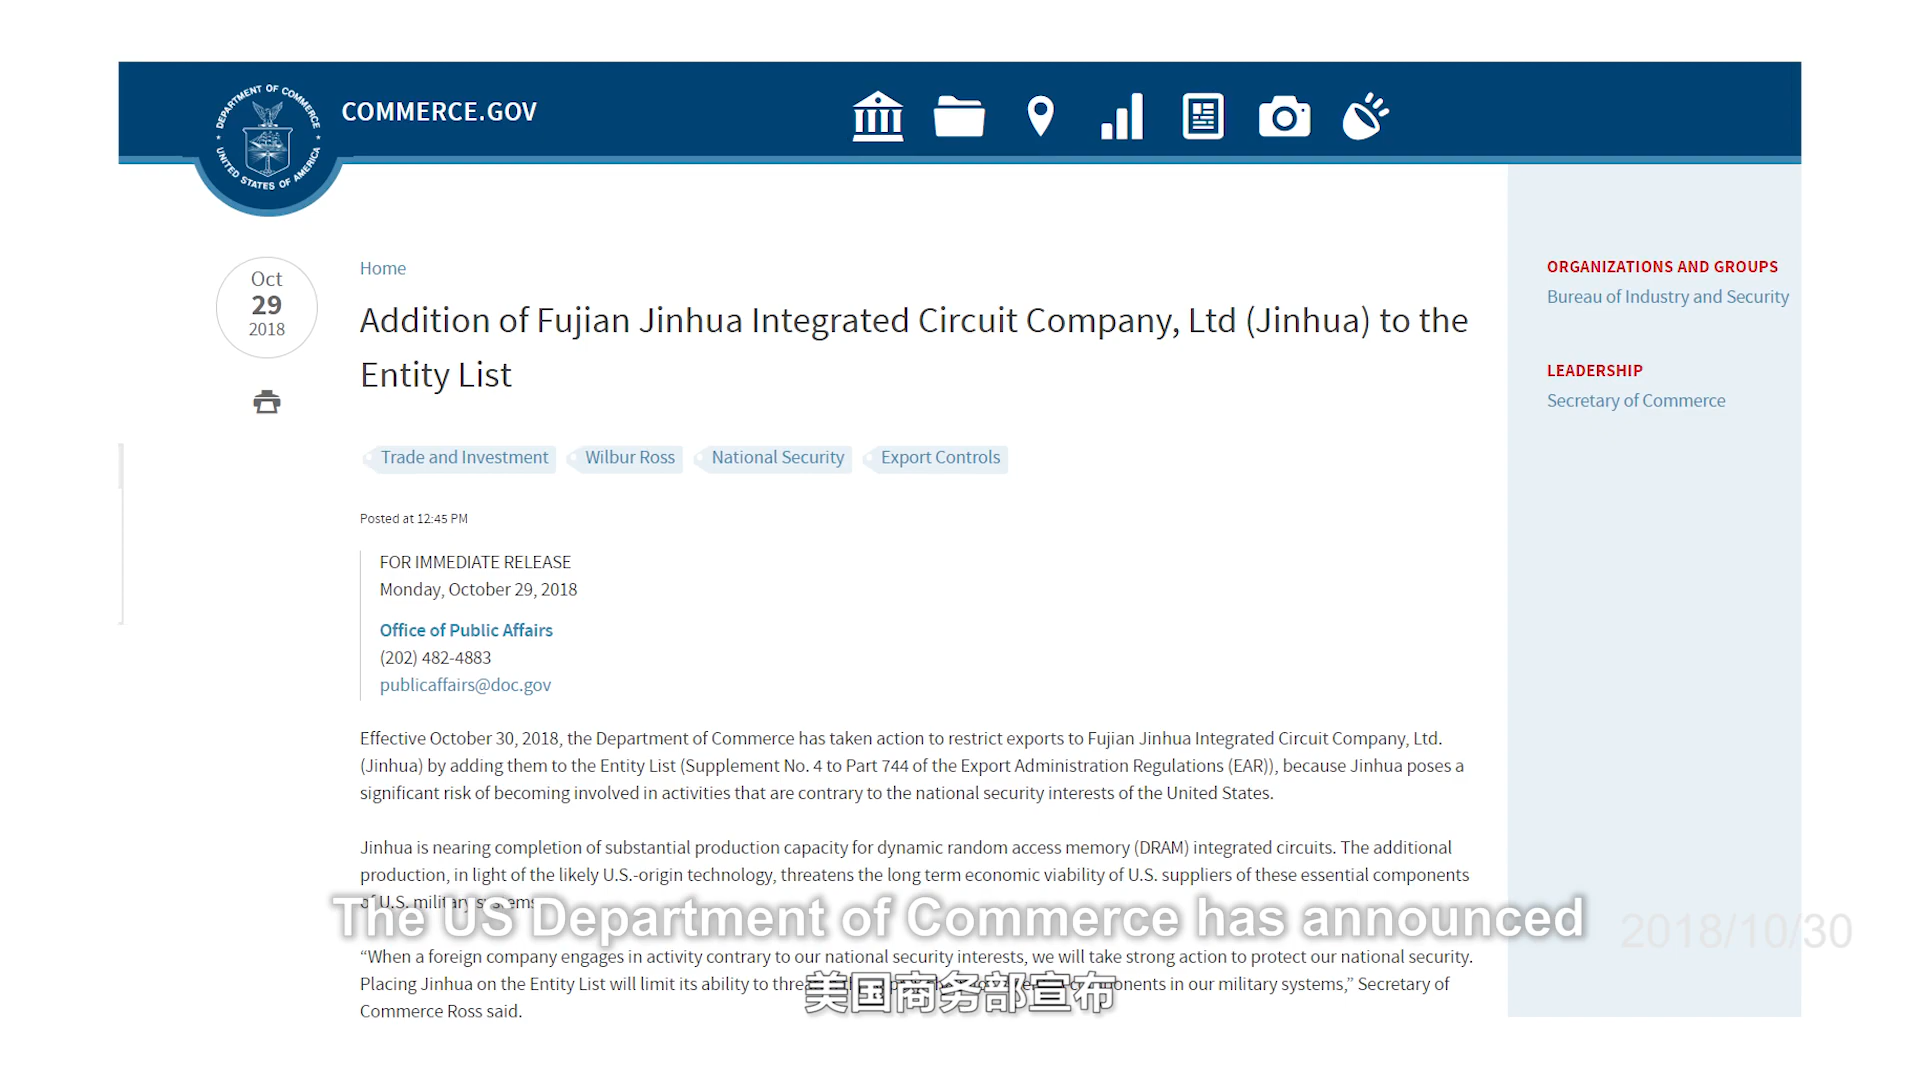 DEPARTMENT OF COMMERCE
UNITED STATES OF AMERICA
COMMERCE.GOV
Oct
29
2018
Home
Addition of Fujian Jinhua Integrated Circuit Company, Ltd (Jinhua) to the
Entity List
Trade and Investment
Wilbur Ross
National Security
Export Controls
Posted at 12:45 PM
FOR IMMEDIATE RELEASE
Monday, October 29, 2018
Office of Public Affairs
(202) 482-4883
publicaffairs@doc.gov
Effective October 30, 2018, the Department of Commerce has taken action to restrict exports to Fujian Jinhua Integrated Circuit Company, Ltd.
(Jinhua) by adding them to the Entity List (Supplement No. 4 to Part 744 of the Export Administration Regulations (EAR)), because Jinhua poses a
significant risk of becoming involved in activities that are contrary to the national security interests of the United States.
Jinhua is nearing completion of substantial production capacity for dynamic random access memory (DRAM) integrated circuits. The additional
production, in light of the likely U.S.-origin technology, threatens the long term economic viability of U.S. suppliers of these essential components
of U.S. military systems.
“When a foreign company engages in activity contrary to our national security interests, we will take strong action to protect our national security.
Placing Jinhua on the Entity List will limit its ability to in our military systems,” Secretary of
Commerce Ross said.
ORGANIZATIONS AND GROUPS
Bureau of Industry and Security
LEADERSHIP
Secretary of Commerce
The US Department of Commerce has announced
美国商务部宣布
2018/10/30